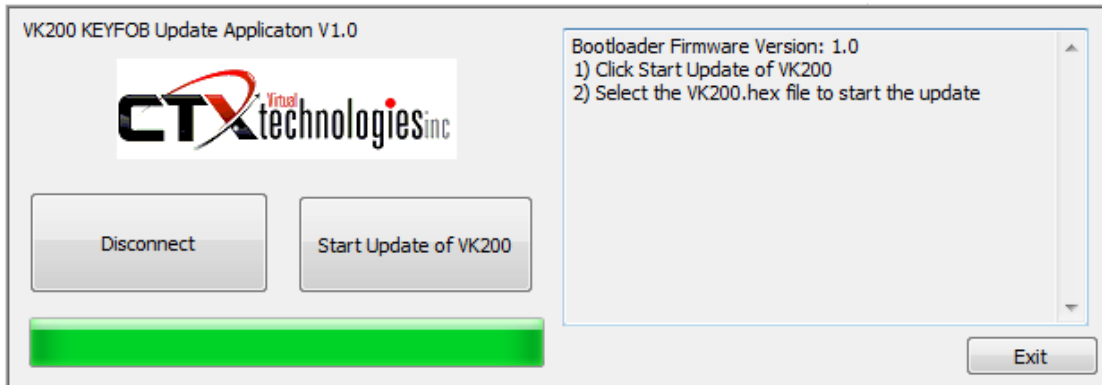 VK200 KEYFOB Update Applicaton V1.0
CTX Virtual technologies inc
Disconnect
Start Update of VK200
Bootloader Firmware Version: 1.0
1) Click Start Update of VK200
2) Select the VK200.hex file to start the update
Exit